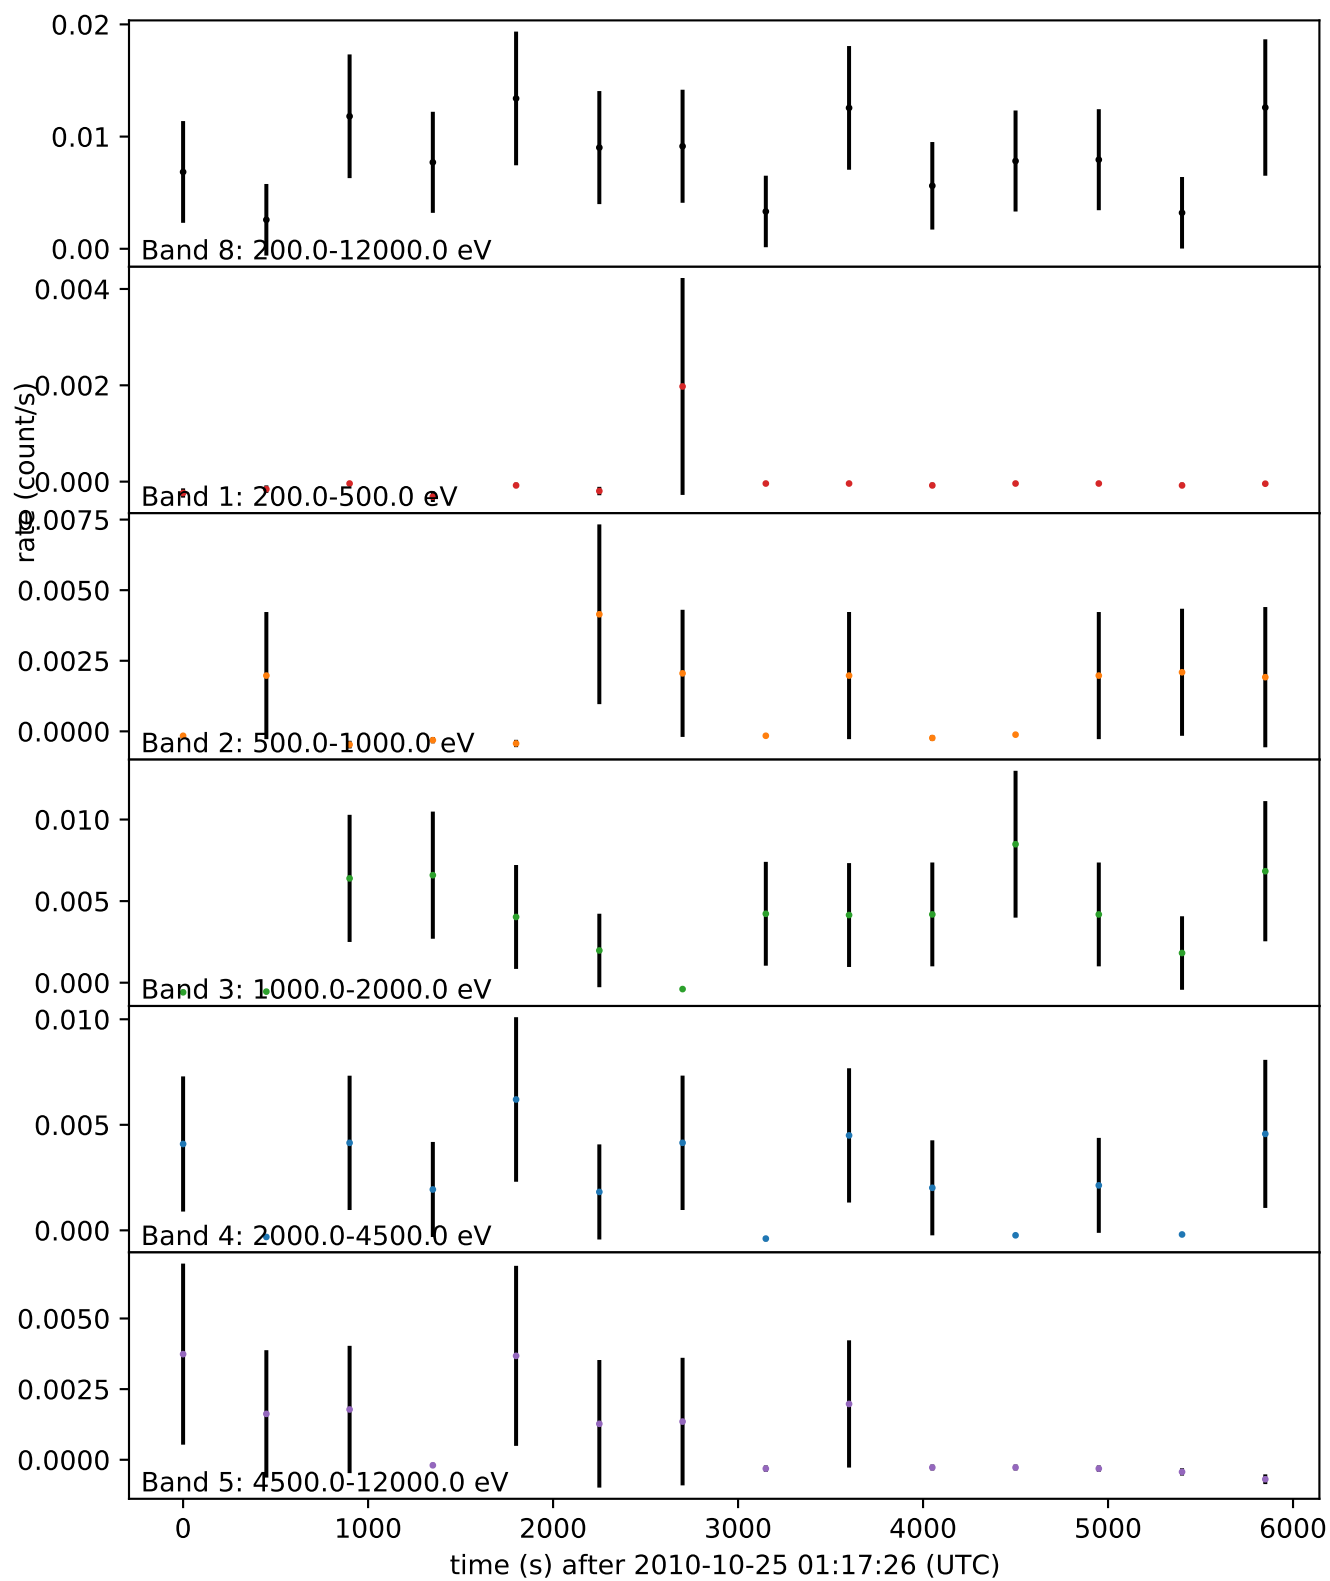 0.02
0.01
0.00
Band 8: 200.0-12000.0 eV
0.004
0.002
0.000
Band 1: 200.0-500.0 eV
rate (count/s)
0.0075
0.0050
0.0025
0.0000
Band 2: 500.0-1000.0 eV
0.010
0.005
0.000
Band 3: 1000.0-2000.0 eV
0.010
0.005
0.000
Band 4: 2000.0-4500.0 eV
0.0050
0.0025
0.0000
Band 5: 4500.0-12000.0 eV
0 1000 2000 3000 4000 5000 6000
time (s) after 2010-10-25 01:17:26 (UTC)